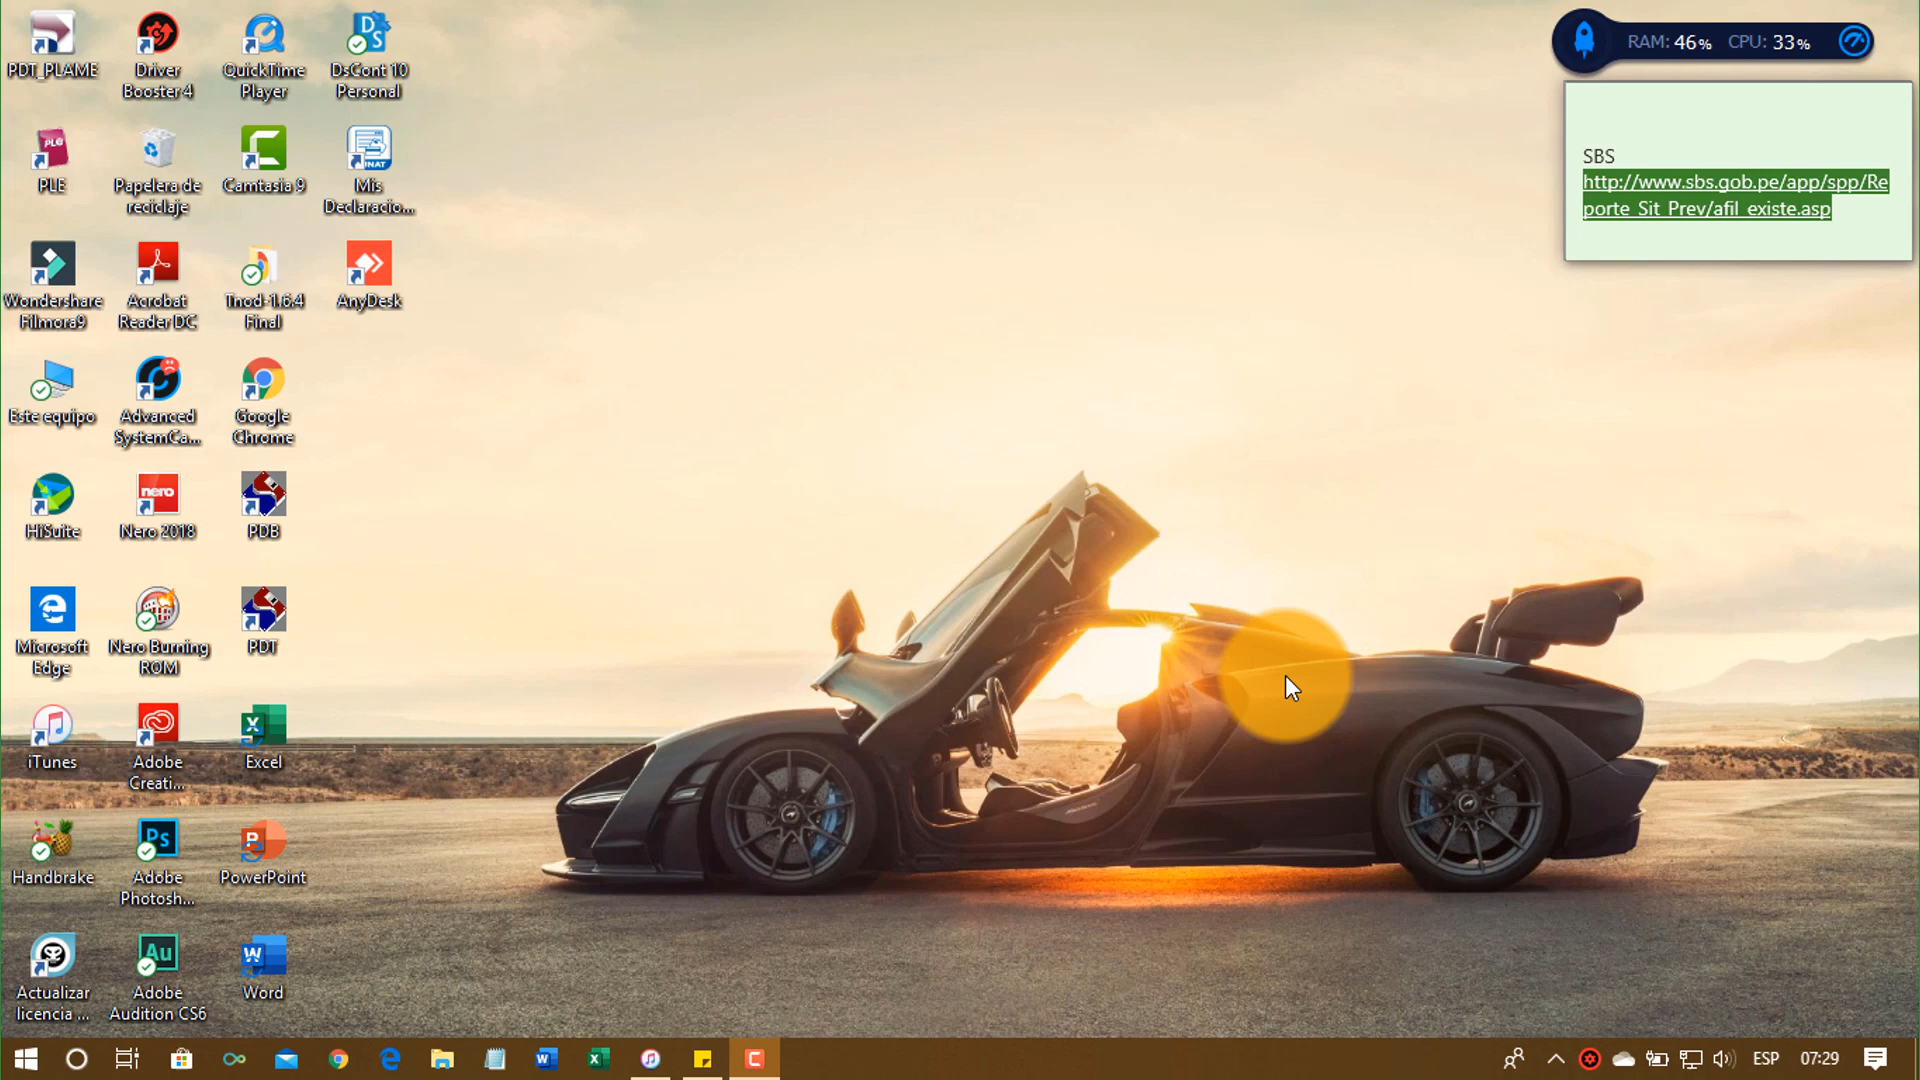 PDT_PLAME
Driver
Booster 4
QuickTime
Player
DsCont 10
Personal
PLE
Papelera de
reciclaje
Camtasia 9
Mis
Declaracio...
Wondershare
Filmora9
Acrobat
Reader DC
Tnod-1.6.4
Final
AnyDesk
Este equipo
Advanced
SystemCa...
Google
Chrome
HiSuite
Nero 2018
PDB
Microsoft
Edge
Nero Burning
ROM
PDT
iTunes
Adobe
Creati...
Excel
Handbrake
Adobe
Photosh...
PowerPoint
Actualizar
licencia ...
Adobe
Audition CS6
Word
RAM: 46% CPU: 33%
SBS
http://www.sbs.gob.pe/app/spp/Re
porte_Sit_Prev/afil_existe.asp
ESP 07:29